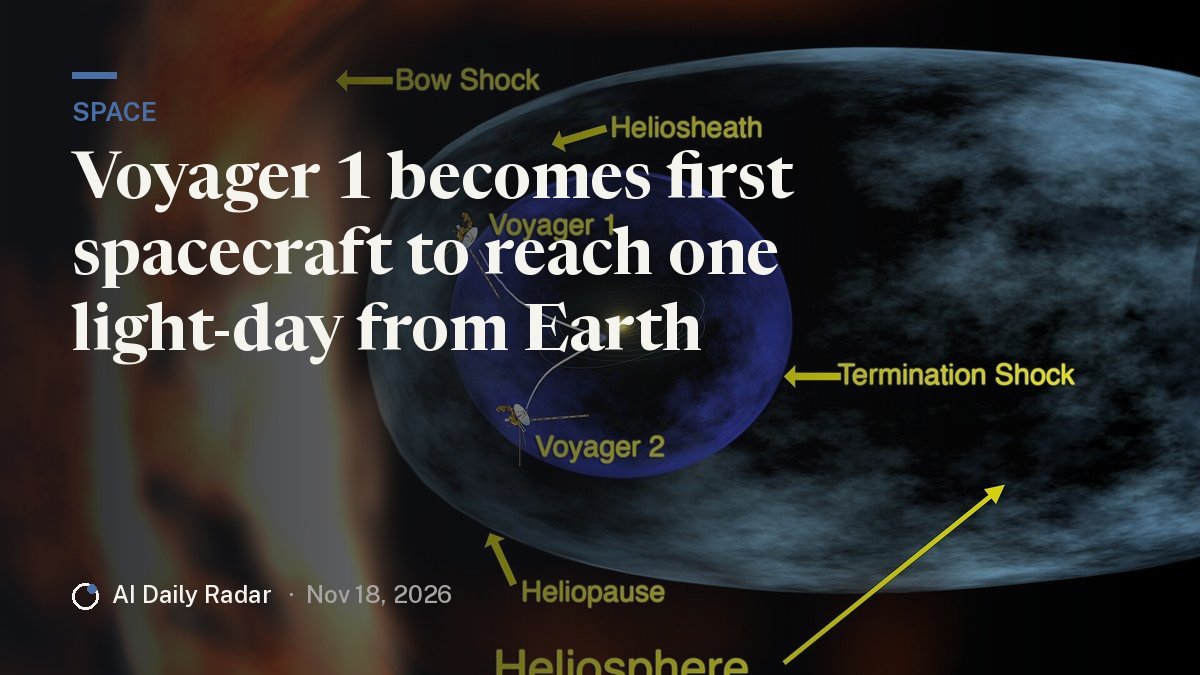 Bow Shock
SPACE
Heliosheath
Voyager 1 becomes first
Voyager 1
spacecraft to reach one
light-day from Earth
Termination Shock
Voyager 2
AI Daily Radar · Nov 18, 2026
Heliopause
Heliosphere